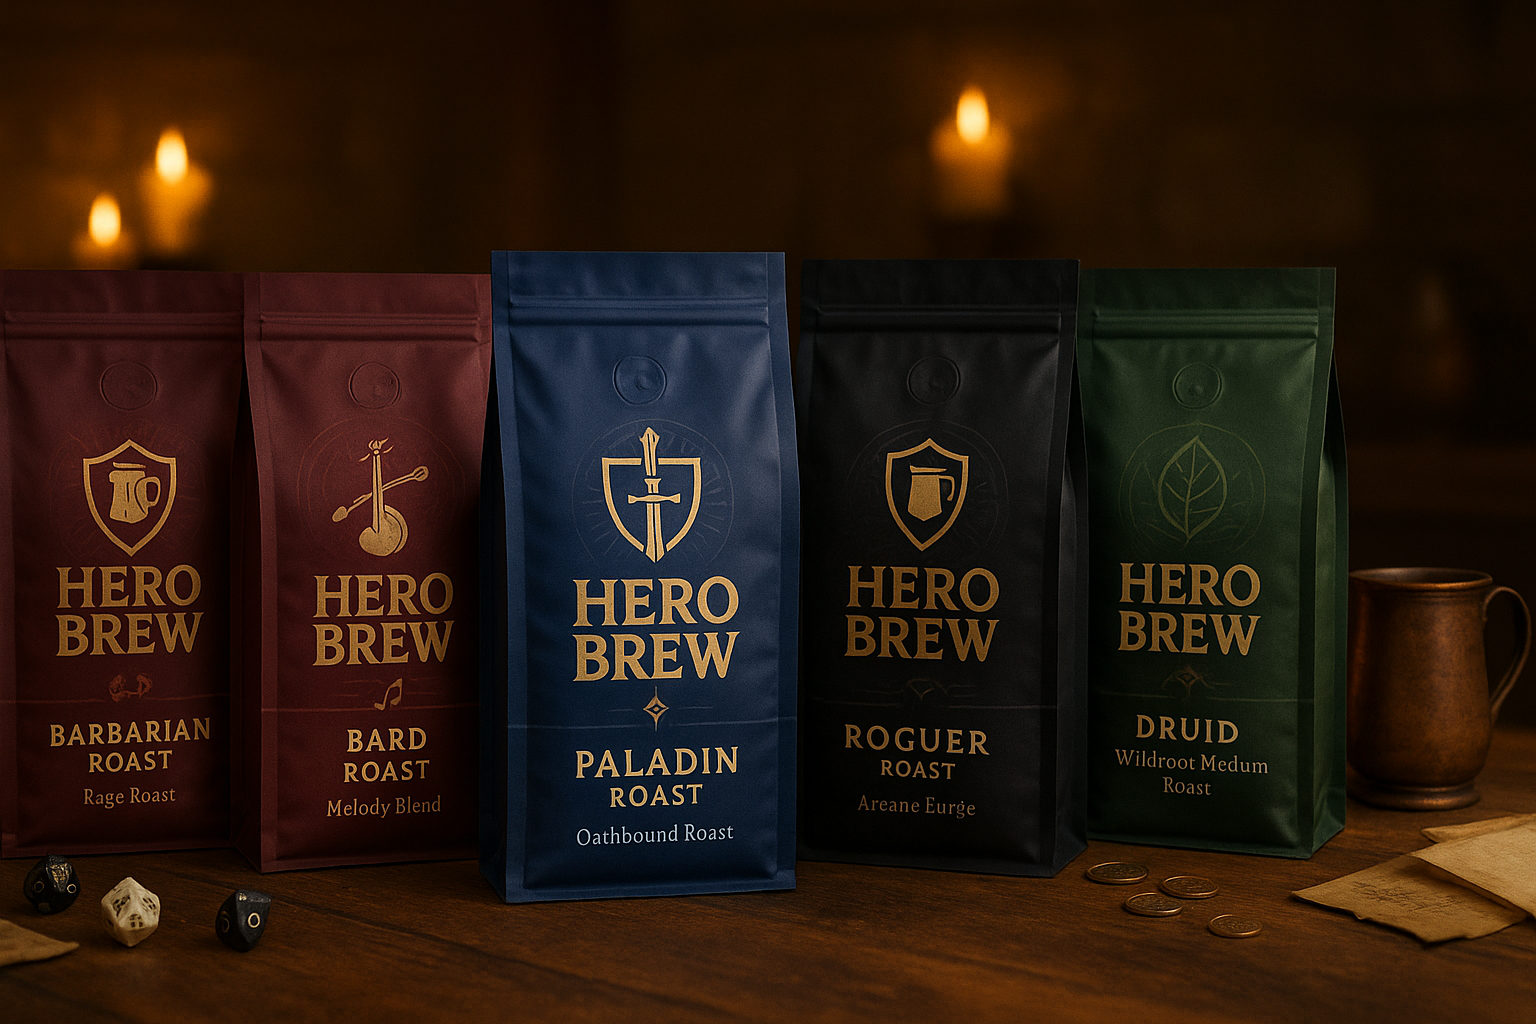 HERO
BREW
BARBARIAN
ROAST
Rage Roast
HERO
BREW
BARD
ROAST
Melody Blend
HERO
BREW
PALADIN
ROAST
Oathbound Roast
HERO
BREW
ROGUER
ROAST
Areane Eurge
HERO
BREW
DRUID
Wildroot Medum
Roast